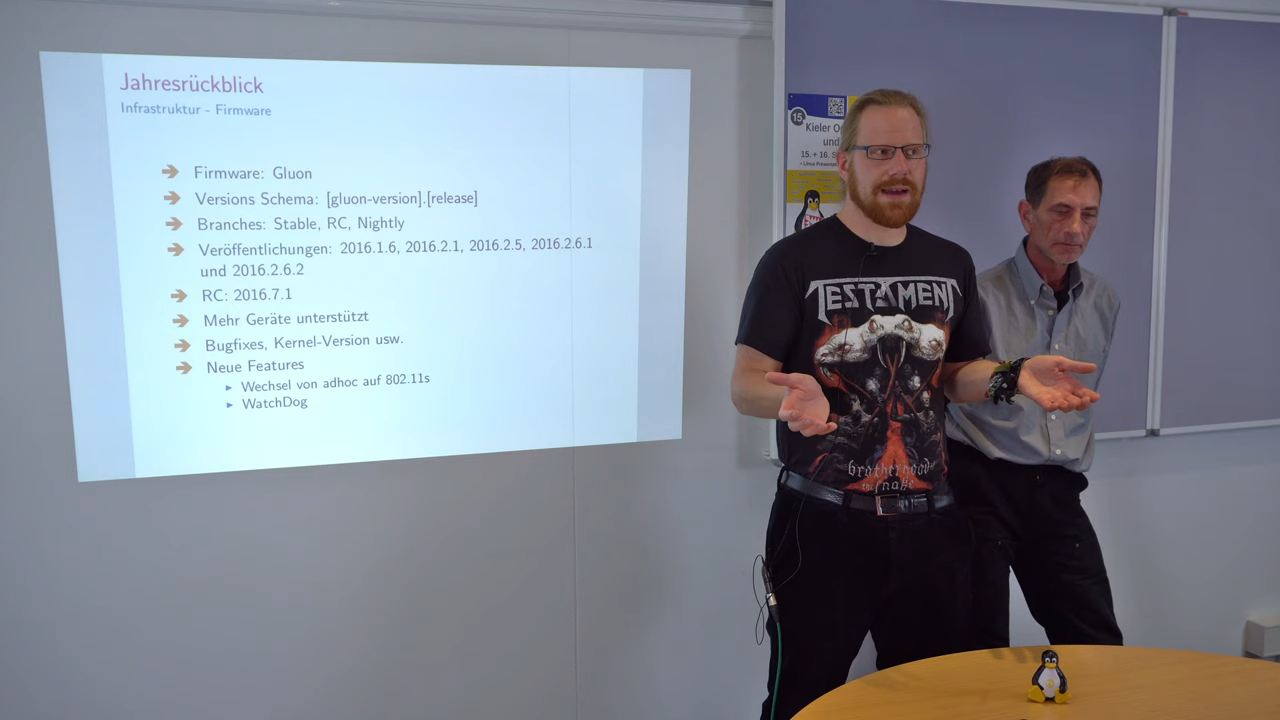 Jahresrückblick
Infrastruktur - Firmware
Firmware: Gluon
Versions Schema: [gluon-version].[release]
Branches: Stable, RC, Nightly
Veröffentlichungen: 2016.1.6, 2016.2.1, 2016.2.5, 2016.2.6.1
und 2016.2.6.2
RC: 2016.7.1
Mehr Geräte unterstützt
Bugfixes, Kernel-Version usw.
Neue Features
Wechsel von adhoc auf 802.11s
WatchDog
15.
Kieler
und
15. + 16.
TESTAMENT
brotherhood of
the snake